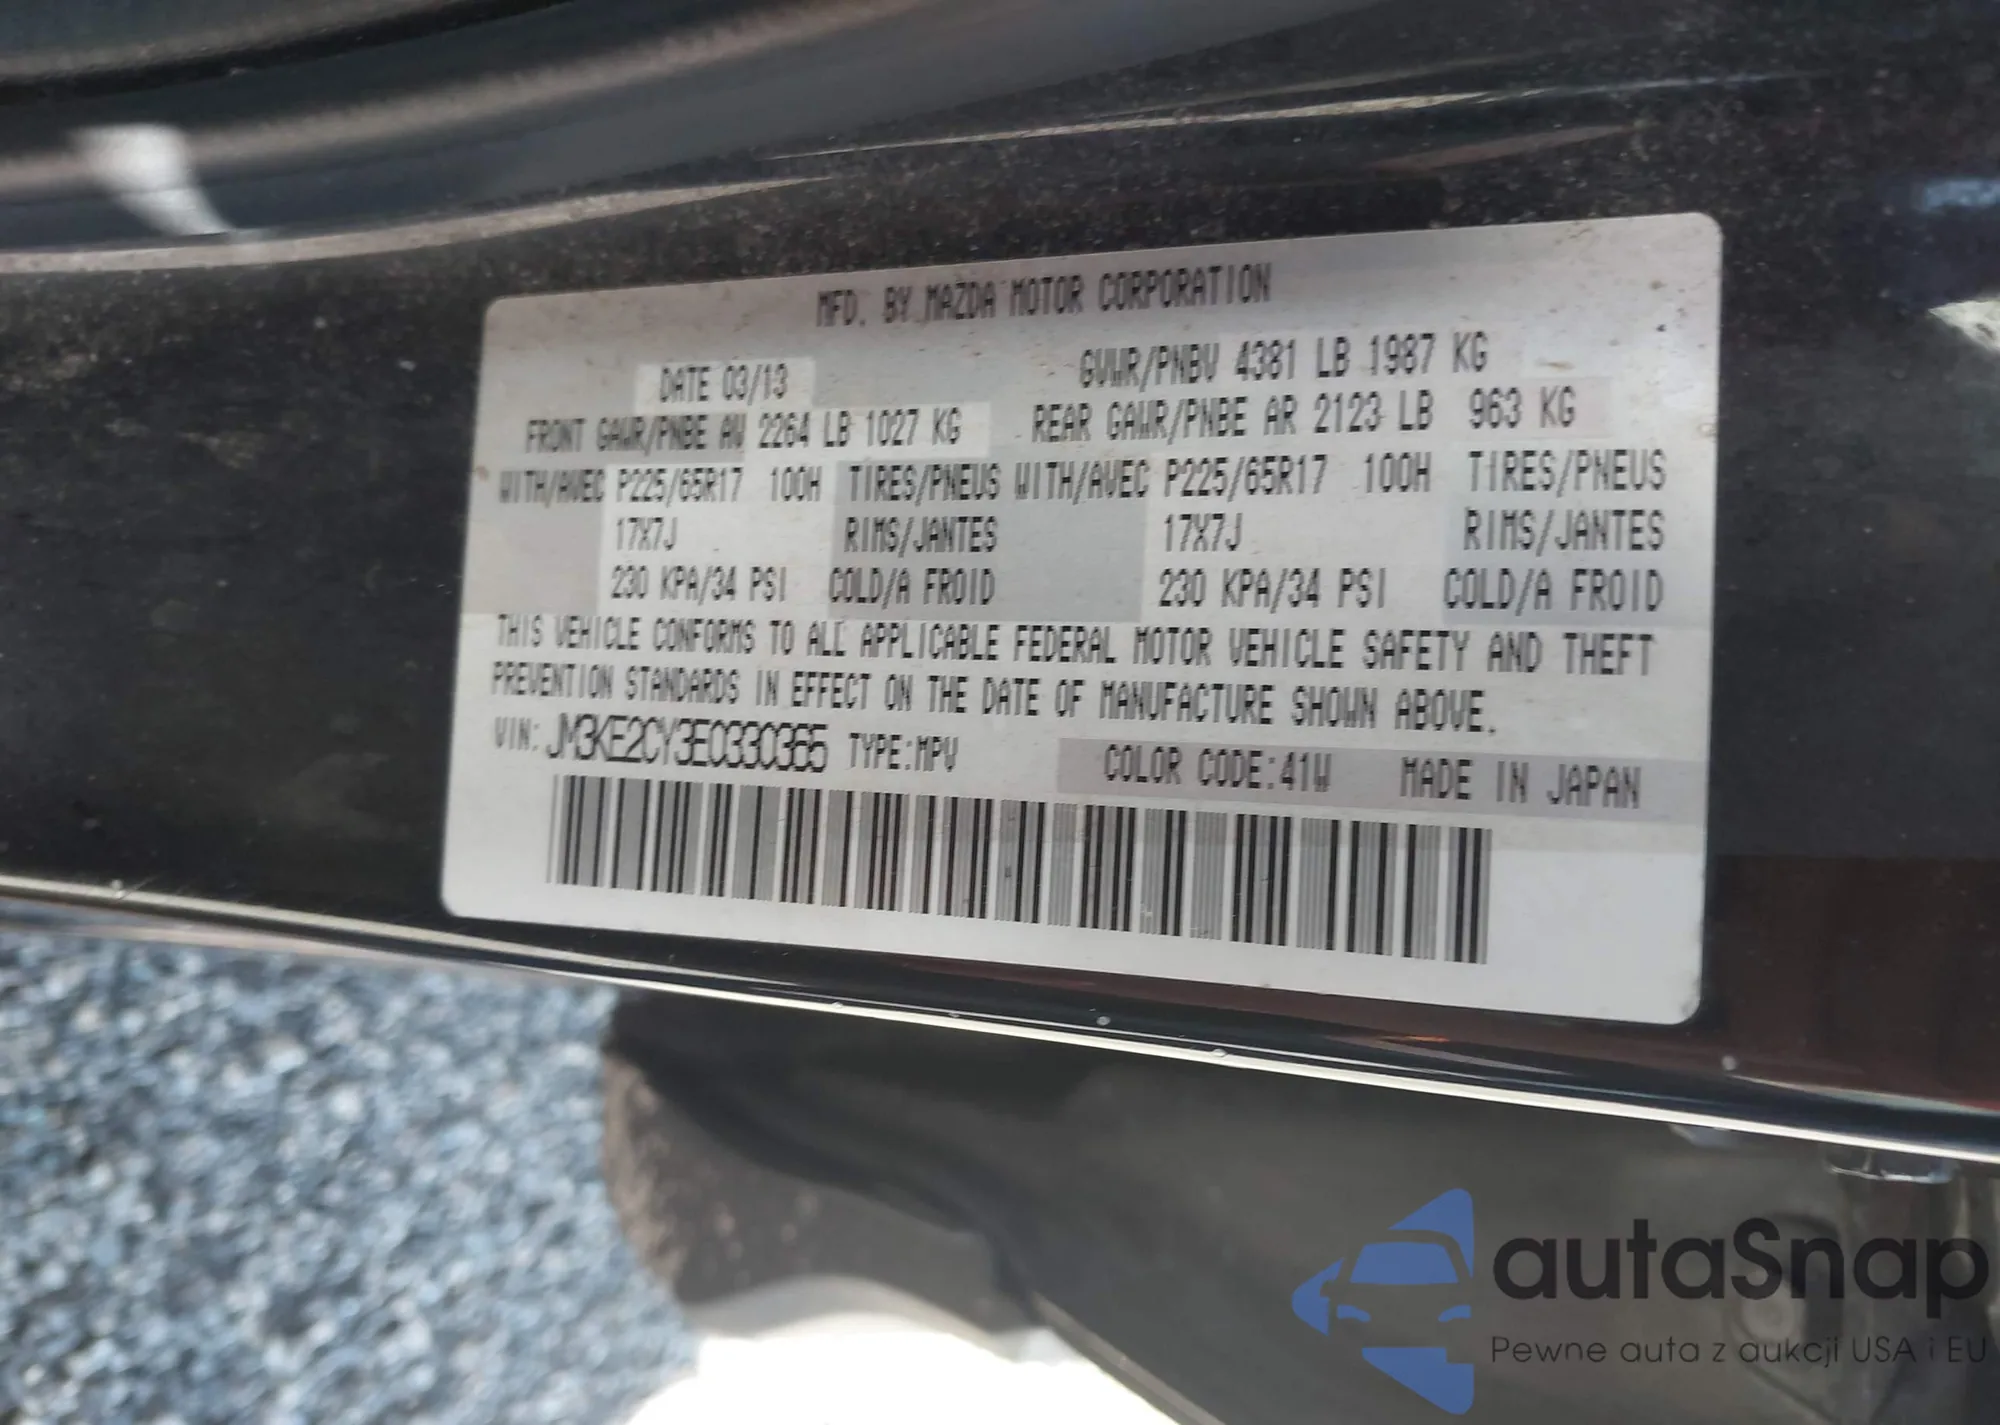 MFD. BY MAZDA MOTOR CORPORATION
DATE 03/13 GVWR/PNBV 4381 LB 1987 KG
FRONT GAWR/PNBE AV 2264 LB 1027 KG REAR GAWR/PNBE AR 2123 LB 963 KG
WITH/AVEC P225/65R17 100H TIRES/PNEUS WITH/AVEC P225/65R17 100H TIRES/PNEUS
17X7J RIMS/JANTES 17X7J RIMS/JANTES
230 KPA/34 PSI COLD/A FROID 230 KPA/34 PSI COLD/A FROID
THIS VEHICLE CONFORMS TO ALL APPLICABLE FEDERAL MOTOR VEHICLE SAFETY AND THEFT
PREVENTION STANDARDS IN EFFECT ON THE DATE OF MANUFACTURE SHOWN ABOVE.
VIN: JM3KE2CY3E0330365 TYPE:MPV COLOR CODE:41W MADE IN JAPAN
autaSnap
Pewne auta z aukcji USA i EU